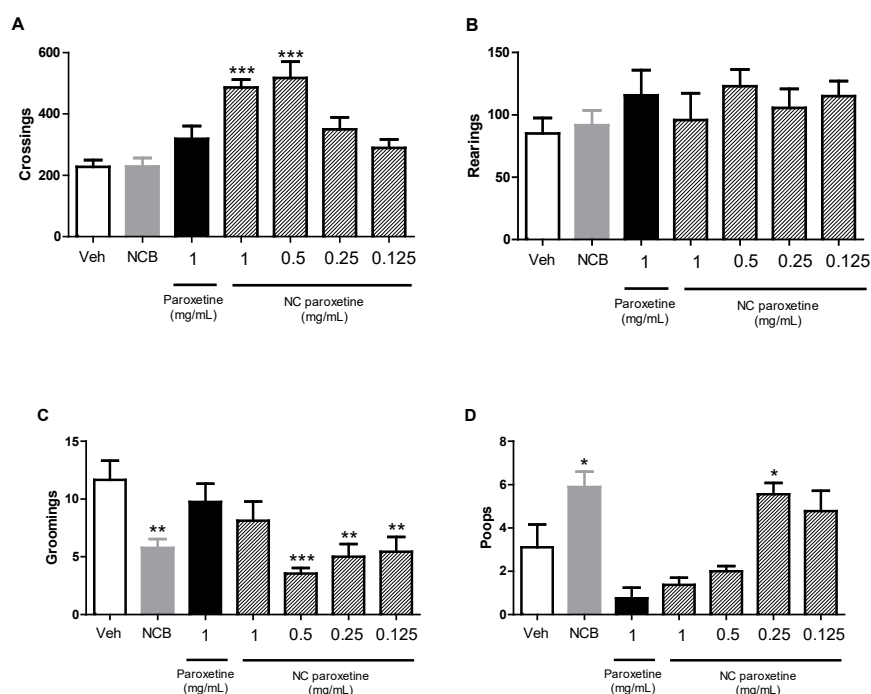 A
600
400
200
0
Crossings
***
***
Veh NCB 1 1 0.5 0.25 0.125
Paroxetine
(mg/mL)
NC paroxetine
(mg/mL)
B
150
100
50
0
Rearings
Veh NCB 1 1 0.5 0.25 0.125
Paroxetine
(mg/mL)
NC paroxetine
(mg/mL)
C
15
10
5
0
Groomings
**
***
**
**
Veh NCB 1 1 0.5 0.25 0.125
Paroxetine
(mg/mL)
NC paroxetine
(mg/mL)
D
8
6
4
2
0
Poops
*
*
Veh NCB 1 1 0.5 0.25 0.125
Paroxetine
(mg/mL)
NC paroxetine
(mg/mL)